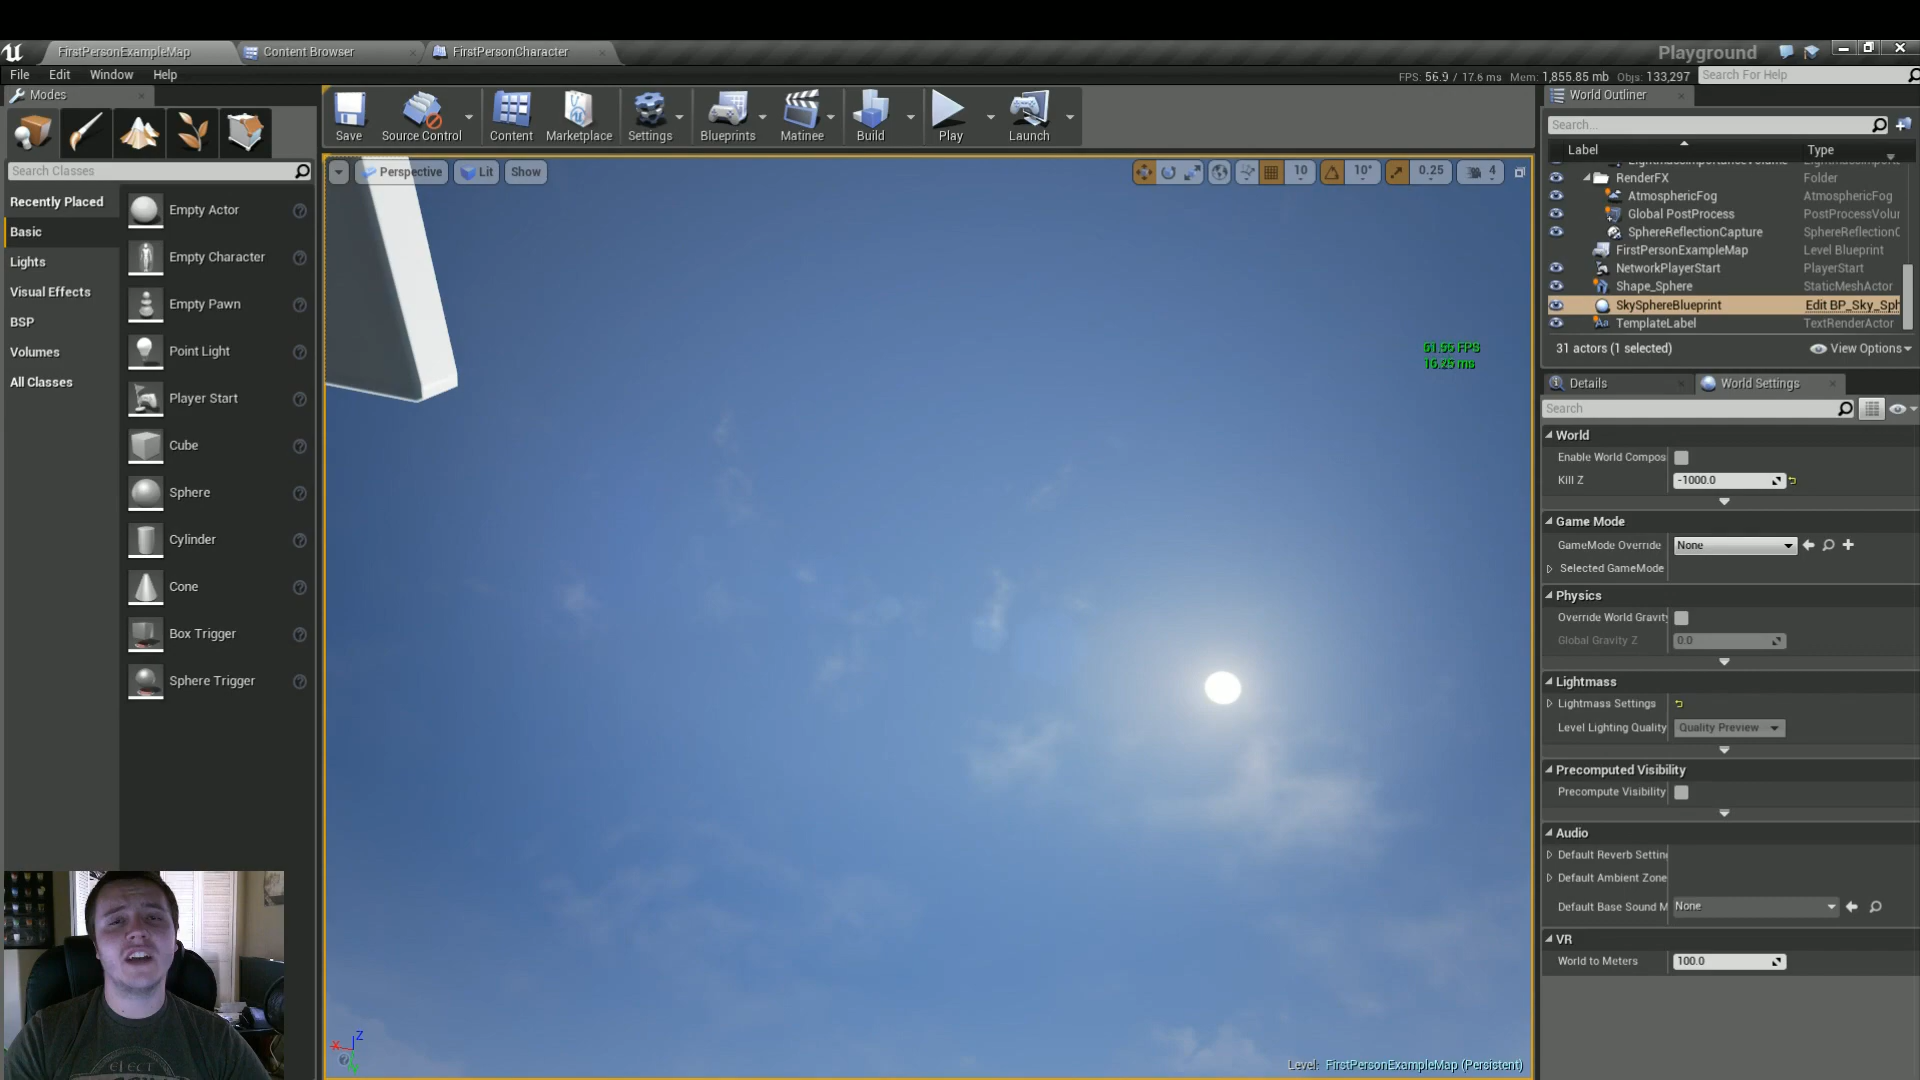 FirstPersonExampleMap
Content Browser
FirstPersonCharacter
Playground
File Edit Window Help
FPS: 56.9 / 17.6 ms Mem: 1,855.85 mb Objs: 133,297
Search For Help
Modes
Search Classes
Recently Placed
Basic
Lights
Visual Effects
BSP
Volumes
All Classes
Empty Actor
Empty Character
Empty Pawn
Point Light
Player Start
Cube
Sphere
Cylinder
Cone
Box Trigger
Sphere Trigger
Save
Source Control
Content
Marketplace
Settings
Blueprints
Matinee
Build
Play
Launch
Perspective
Lit
Show
10
10°
0.25
4
61.55 FPS
16.25 ms
Z
X
Level: FirstPersonExampleMap (Persistent)
World Outliner
Search...
Label Type
RenderFX Folder
AtmosphericFog AtmosphericFog
Global PostProcess PostProcessVolu
SphereReflectionCapture SphereReflectionC
FirstPersonExampleMap Level Blueprint
NetworkPlayerStart PlayerStart
Shape_Sphere StaticMeshActor
SkySphereBlueprint Edit BP_Sky_Sph
TemplateLabel TextRenderActor
31 actors (1 selected)
View Options
Details
World Settings
Search
World
Enable World Compos
Kill Z -1000.0
Game Mode
GameMode Override None
Selected GameMode
Physics
Override World Gravit
Global Gravity Z 0.0
Lightmass
Lightmass Settings
Level Lighting Quality Quality Preview
Precomputed Visibility
Precompute Visibility
Audio
Default Reverb Settin
Default Ambient Zone
Default Base Sound M None
VR
World to Meters 100.0